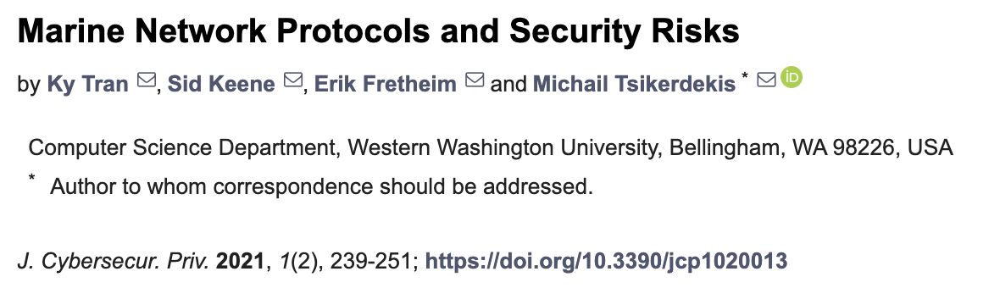 Marine Network Protocols and Security Risks
by Ky Tran, Sid Keene, Erik Fretheim and Michail Tsikerdekis * iD
Computer Science Department, Western Washington University, Bellingham, WA 98226, USA
* Author to whom correspondence should be addressed.
J. Cybersecur. Priv. 2021, 1(2), 239-251; https://doi.org/10.3390/jcp1020013